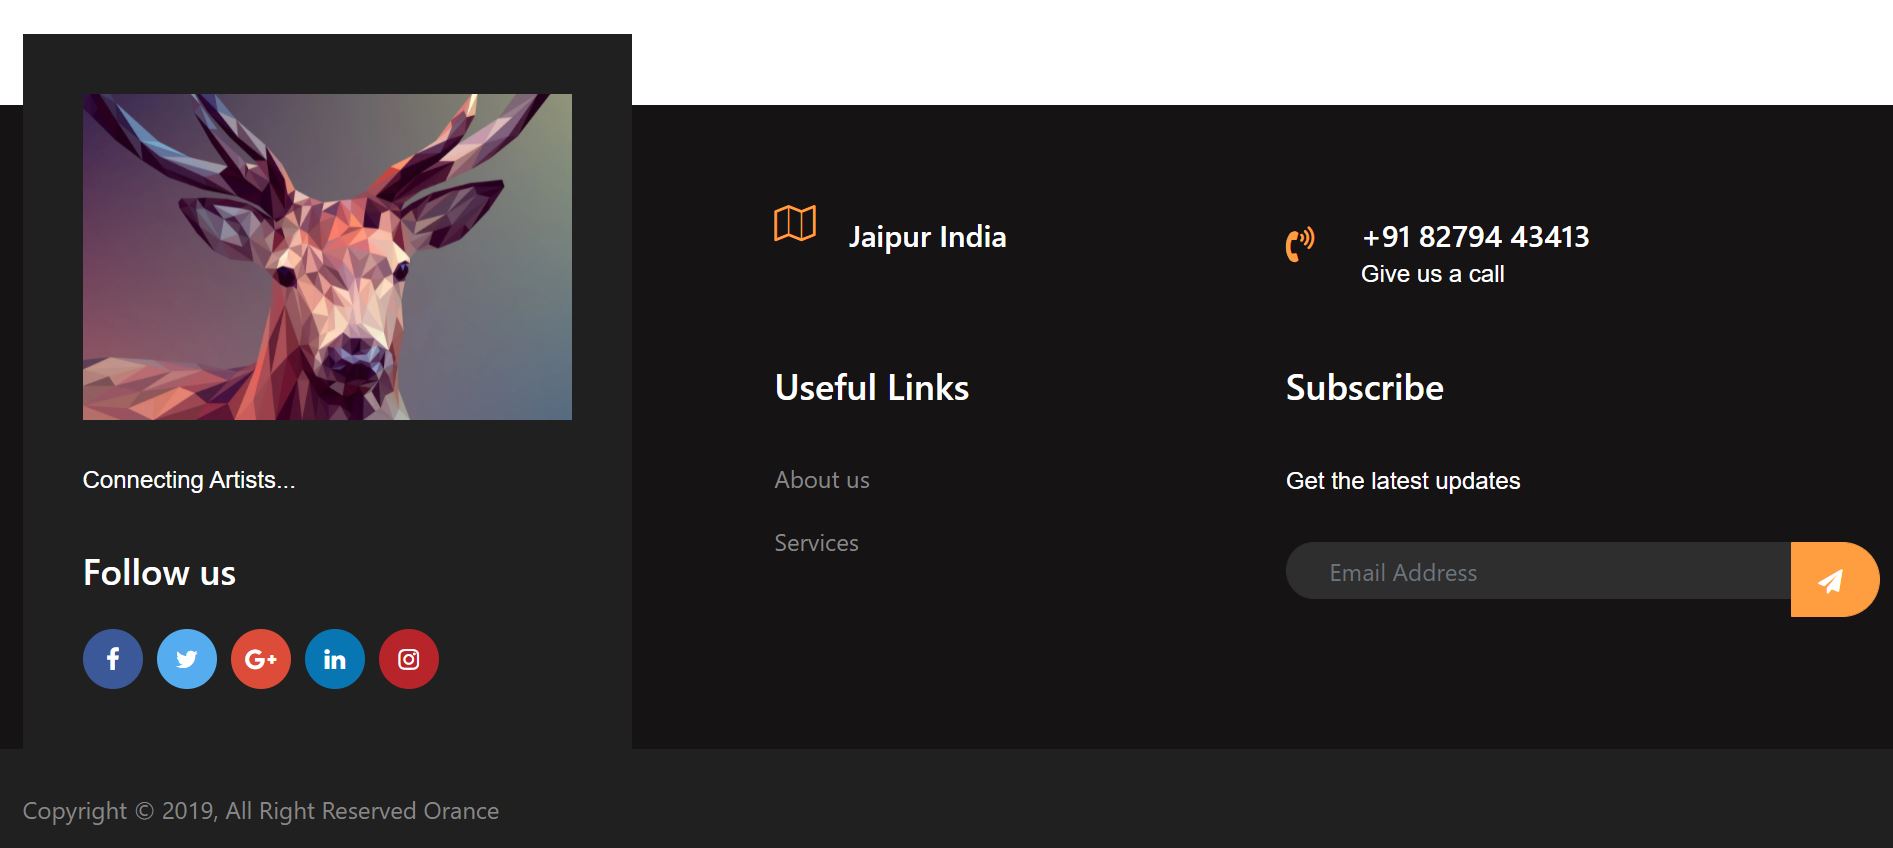 Jaipur India
+91 82794 43413
Give us a call
Connecting Artists...
Follow us
Useful Links
About us
Services
Subscribe
Get the latest updates
Email Address
Copyright © 2019, All Right Reserved Orance